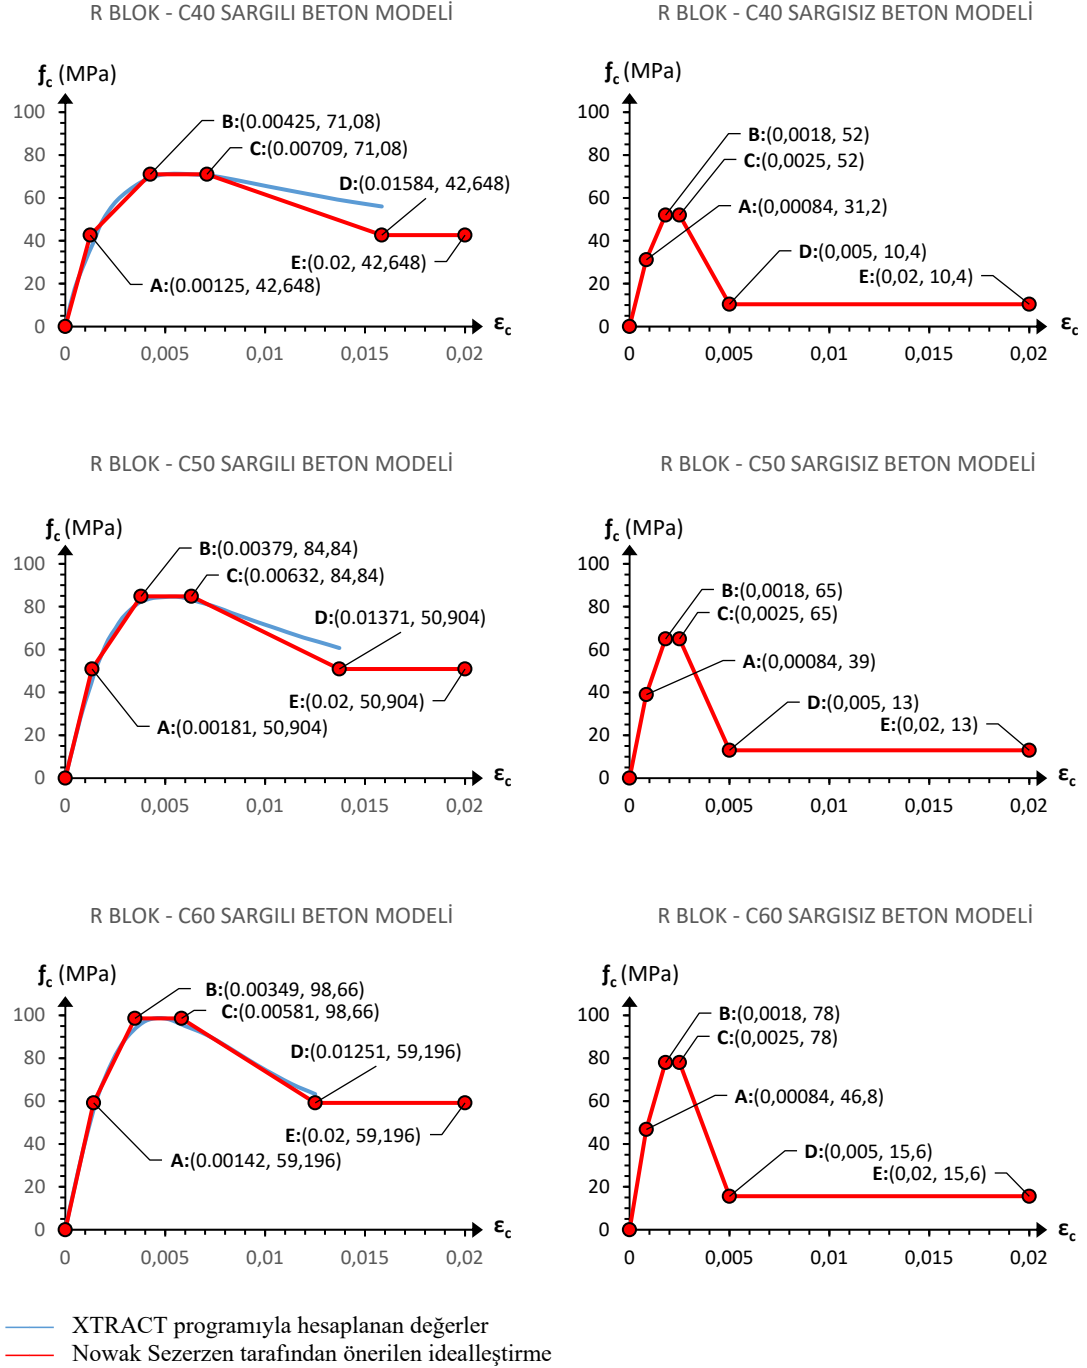 R BLOK - C40 SARGILI BETON MODELİ
ƒc (MPa)
B:(0.00425, 71,08)
C:(0.00709, 71,08)
D:(0.01584, 42,648)
E:(0.02, 42,648)
A:(0.00125, 42,648)
100
80
60
40
20
0
εc
0 0,005 0,01 0,015 0,02
R BLOK - C40 SARGISIZ BETON MODELİ
ƒc (MPa)
B:(0,0018, 52)
C:(0,0025, 52)
A:(0,00084, 31,2)
D:(0,005, 10,4)
E:(0,02, 10,4)
100
80
60
40
20
0
εc
0 0,005 0,01 0,015 0,02
R BLOK - C50 SARGILI BETON MODELİ
ƒc (MPa)
B:(0.00379, 84,84)
C:(0.00632, 84,84)
D:(0.01371, 50,904)
E:(0.02, 50,904)
A:(0.00181, 50,904)
100
80
60
40
20
0
εc
0 0,005 0,01 0,015 0,02
R BLOK - C50 SARGISIZ BETON MODELİ
ƒc (MPa)
B:(0,0018, 65)
C:(0,0025, 65)
A:(0,00084, 39)
D:(0,005, 13)
E:(0,02, 13)
100
80
60
40
20
0
εc
0 0,005 0,01 0,015 0,02
R BLOK - C60 SARGILI BETON MODELİ
ƒc (MPa)
B:(0.00349, 98,66)
C:(0.00581, 98,66)
D:(0.01251, 59,196)
E:(0.02, 59,196)
A:(0.00142, 59,196)
100
80
60
40
20
0
εc
0 0,005 0,01 0,015 0,02
R BLOK - C60 SARGISIZ BETON MODELİ
ƒc (MPa)
B:(0,0018, 78)
C:(0,0025, 78)
A:(0,00084, 46,8)
D:(0,005, 15,6)
E:(0,02, 15,6)
100
80
60
40
20
0
εc
0 0,005 0,01 0,015 0,02
XTRACT programıyla hesaplanan değerler
Nowak Sezerzen tarafından önerilen idealleştirme